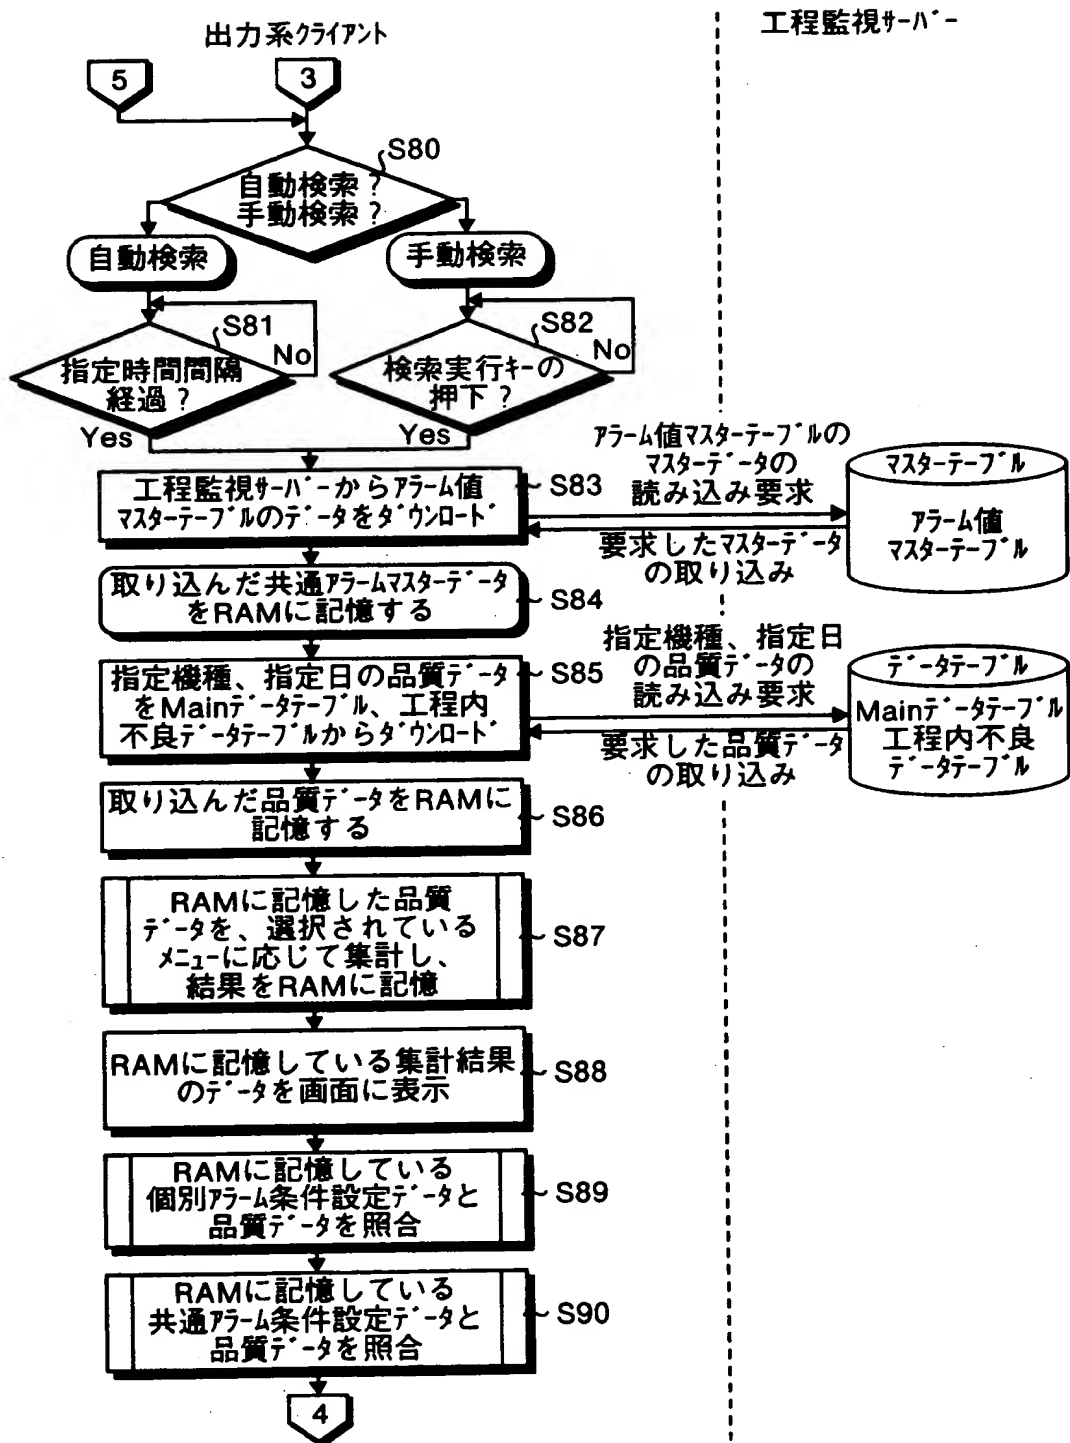 出力系クライアント
工程監視サーバー
5
3
S80
自動検索?
手動検索?
自動検索
手動検索
S81
No
指定時間間隔
経過?
Yes
S82
No
検索実行キーの
押下?
Yes
工程監視サーバーからアラーム値
マスターテーブルのデータをダウンロード
S83
アラーム値マスターテーブルの
マスターデータの
読み込み要求
要求したマスターデータ
の取り込み
マスターテーブル
アラーム値
マスターテーブル
取り込んだ共通アラームマスターデータ
をRAMに記憶する
S84
指定機種、指定日の品質データ
をMainデータテーブル、工程内
不良データテーブルからダウンロード
S85
指定機種、指定日
の品質データの
読み込み要求
要求した品質データ
の取り込み
データテーブル
Mainデータテーブル
工程内不良
データテーブル
取り込んだ品質データをRAMに
記憶する
S86
RAMに記憶した品質
データを、選択されている
メニューに応じて集計し、
結果をRAMに記憶
S87
RAMに記憶している集計結果
のデータを画面に表示
S88
RAMに記憶している
個別アラーム条件設定データと
品質データを照合
S89
RAMに記憶している
共通アラーム条件設定データと
品質データを照合
S90
4